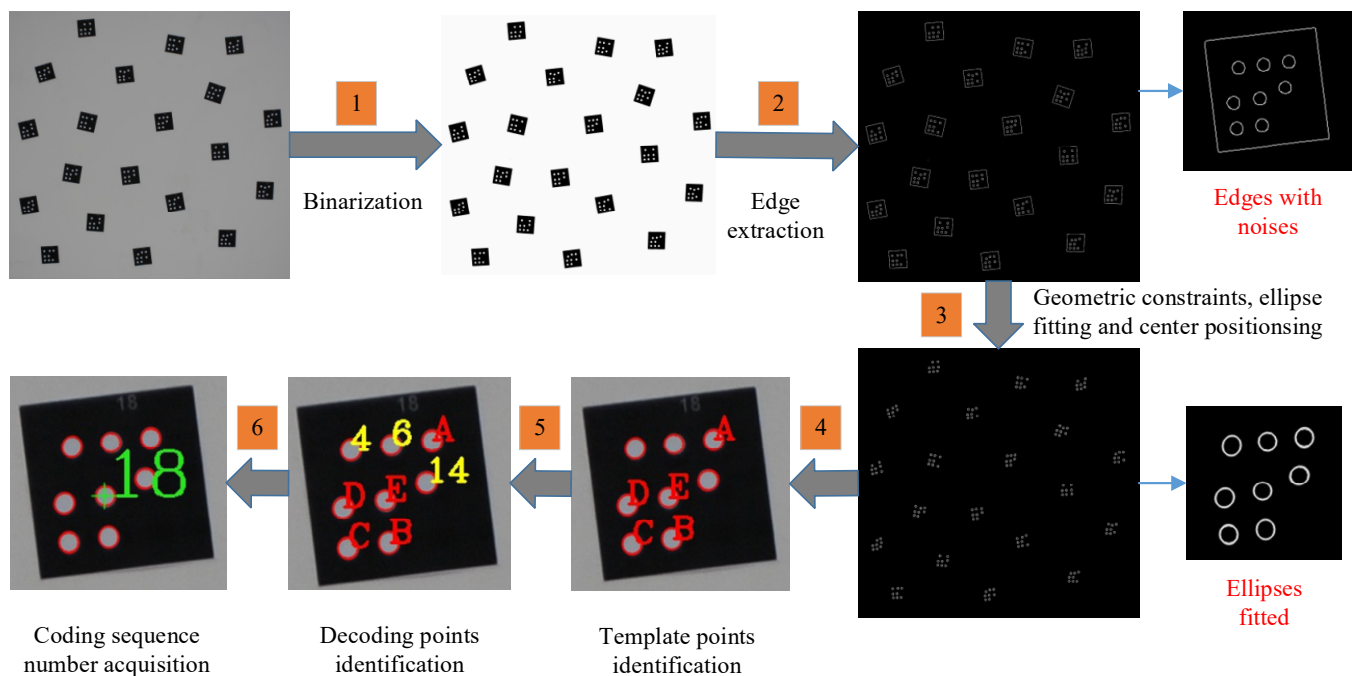 1
Binarization
2
Edge
extraction
Edges with
noises
3
Geometric constraints, ellipse
fitting and center positionsing
Ellipses
fitted
4
18
A
D
E
C
B
Template points
identification
5
18
4
6
A
14
D
E
C
B
Decoding points
identification
6
18
18
Coding sequence
number acquisition